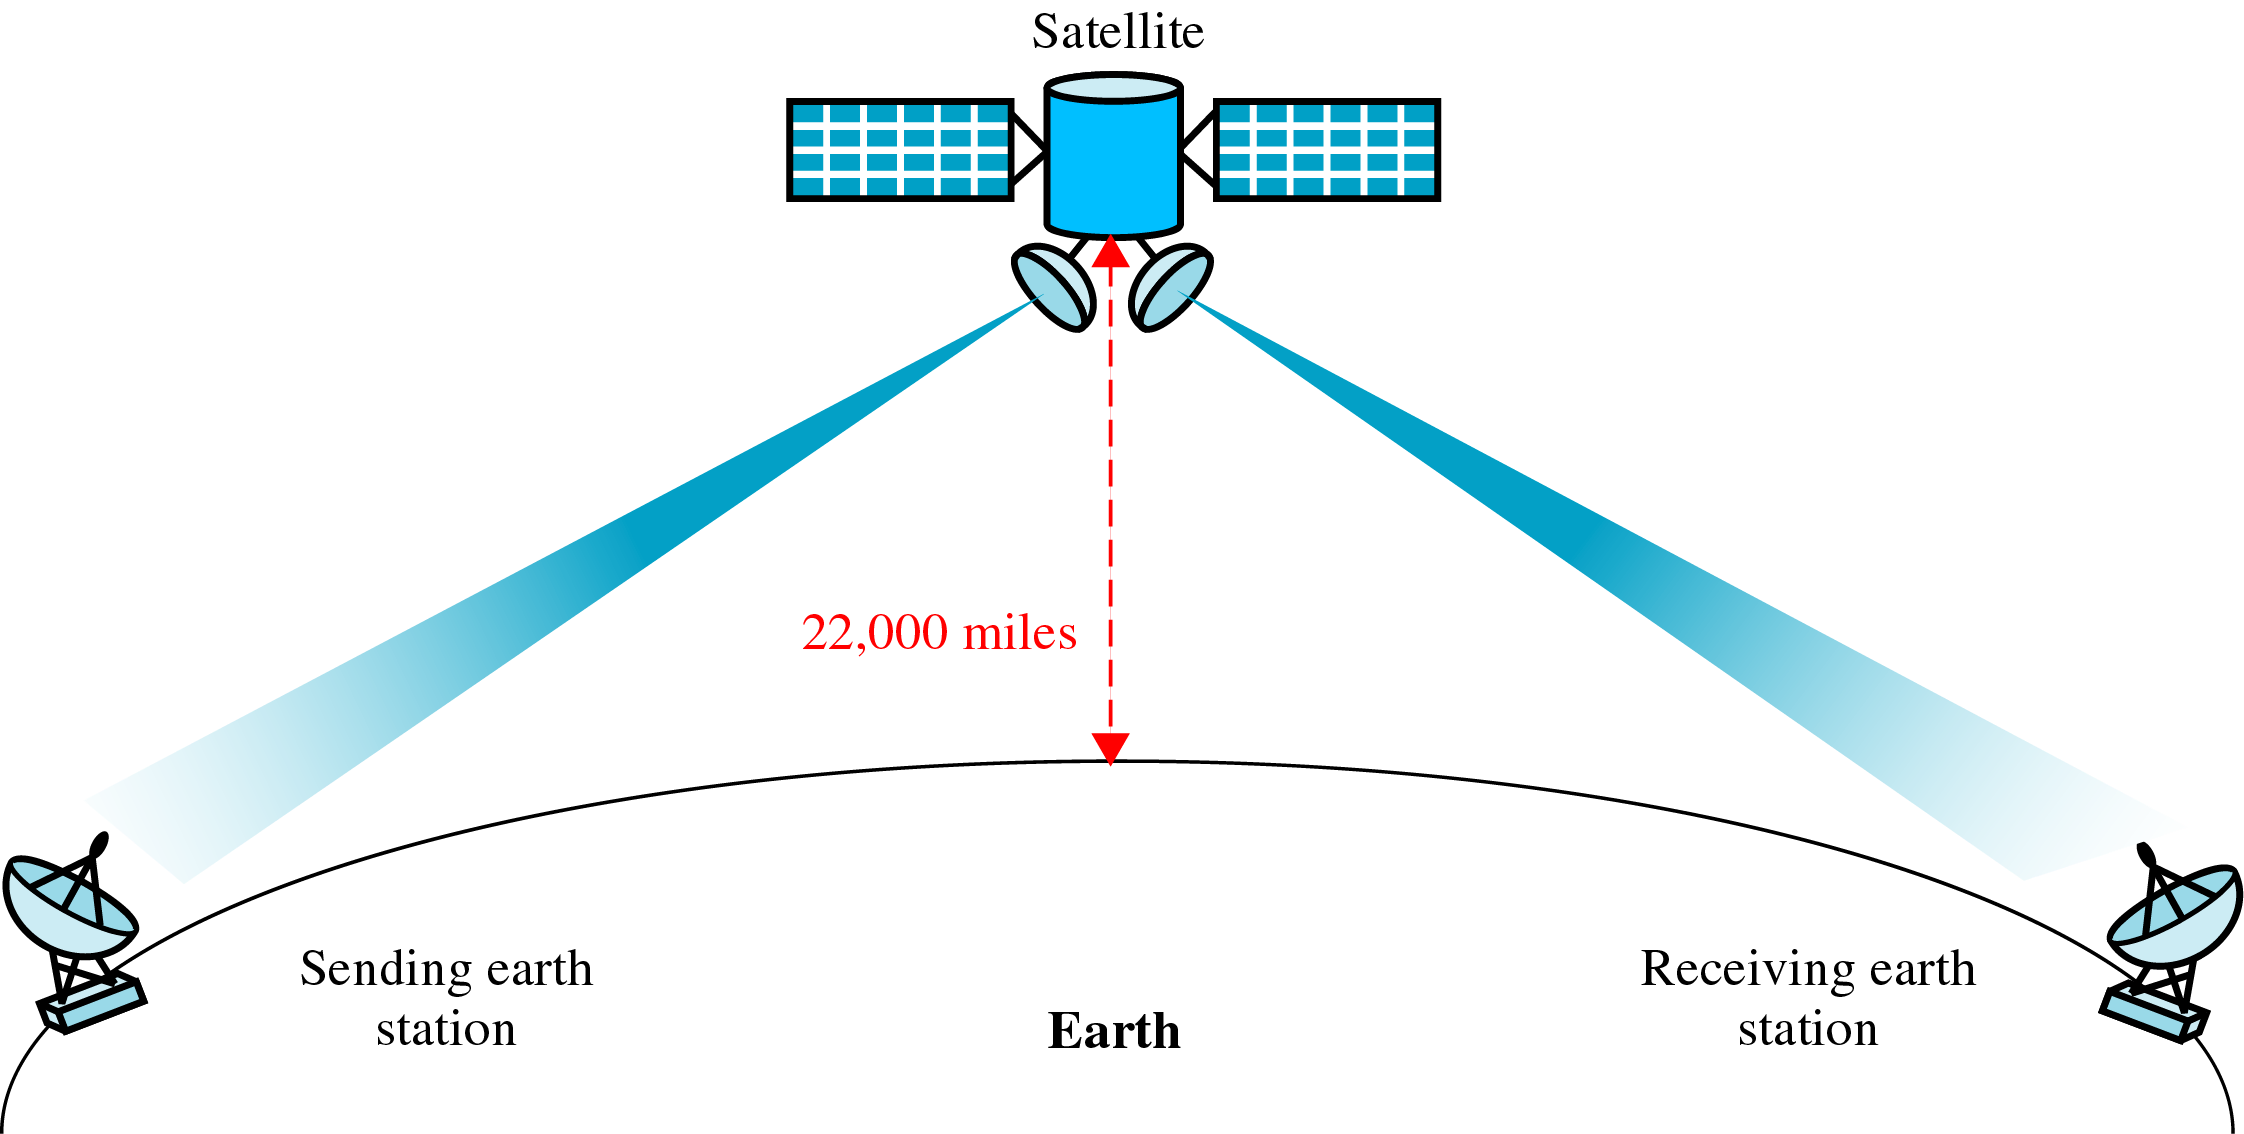 Satellite
22,000 miles
Sending earth
station
Receiving earth
station
Earth